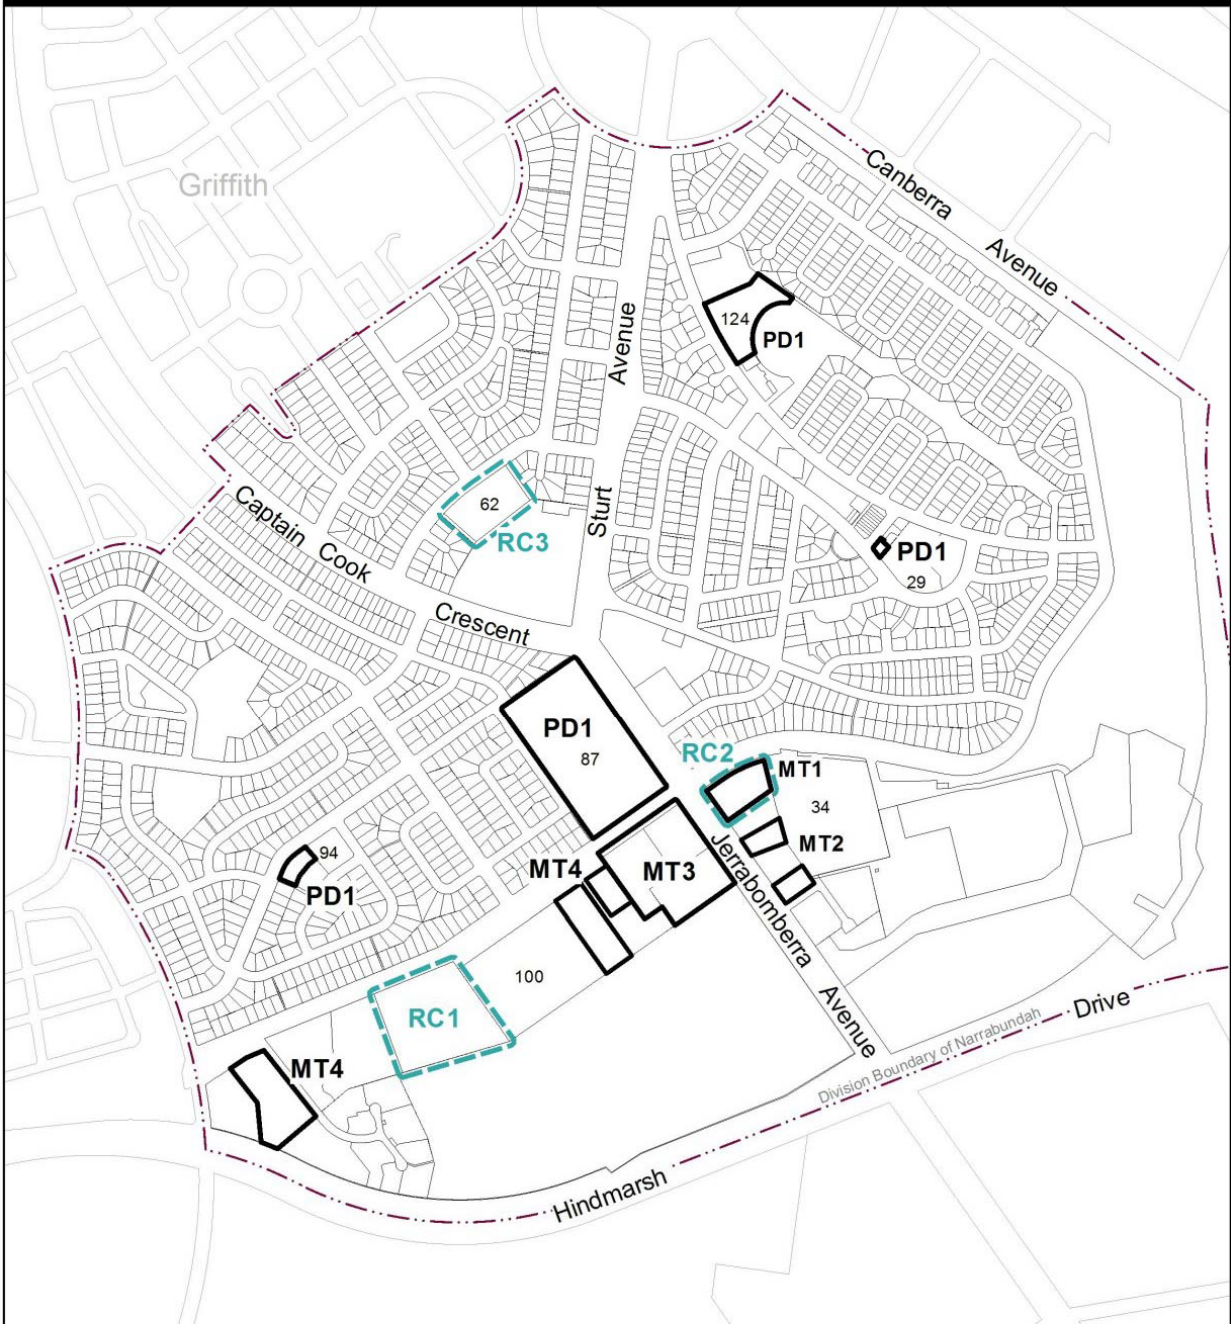 Griffith
Canberra
Avenue
124
PD1
Avenue
Sturt
62
RC3
Captain Cook
Crescent
PD1
29
PD1
87
RC2
MT1
34
MT2
94
PD1
MT4
MT3
Jerrabomberra
Avenue
100
RC1
MT4
Division Boundary of Narrabundah
Hindmarsh
Drive